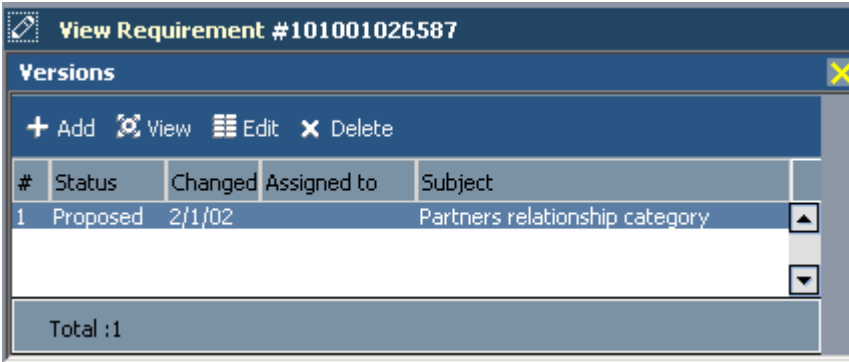 View Requirement #101001026587
Versions
Add View Edit Delete
# Status Changed Assigned to Subject
1 Proposed 2/1/02 Partners relationship category
Total :1